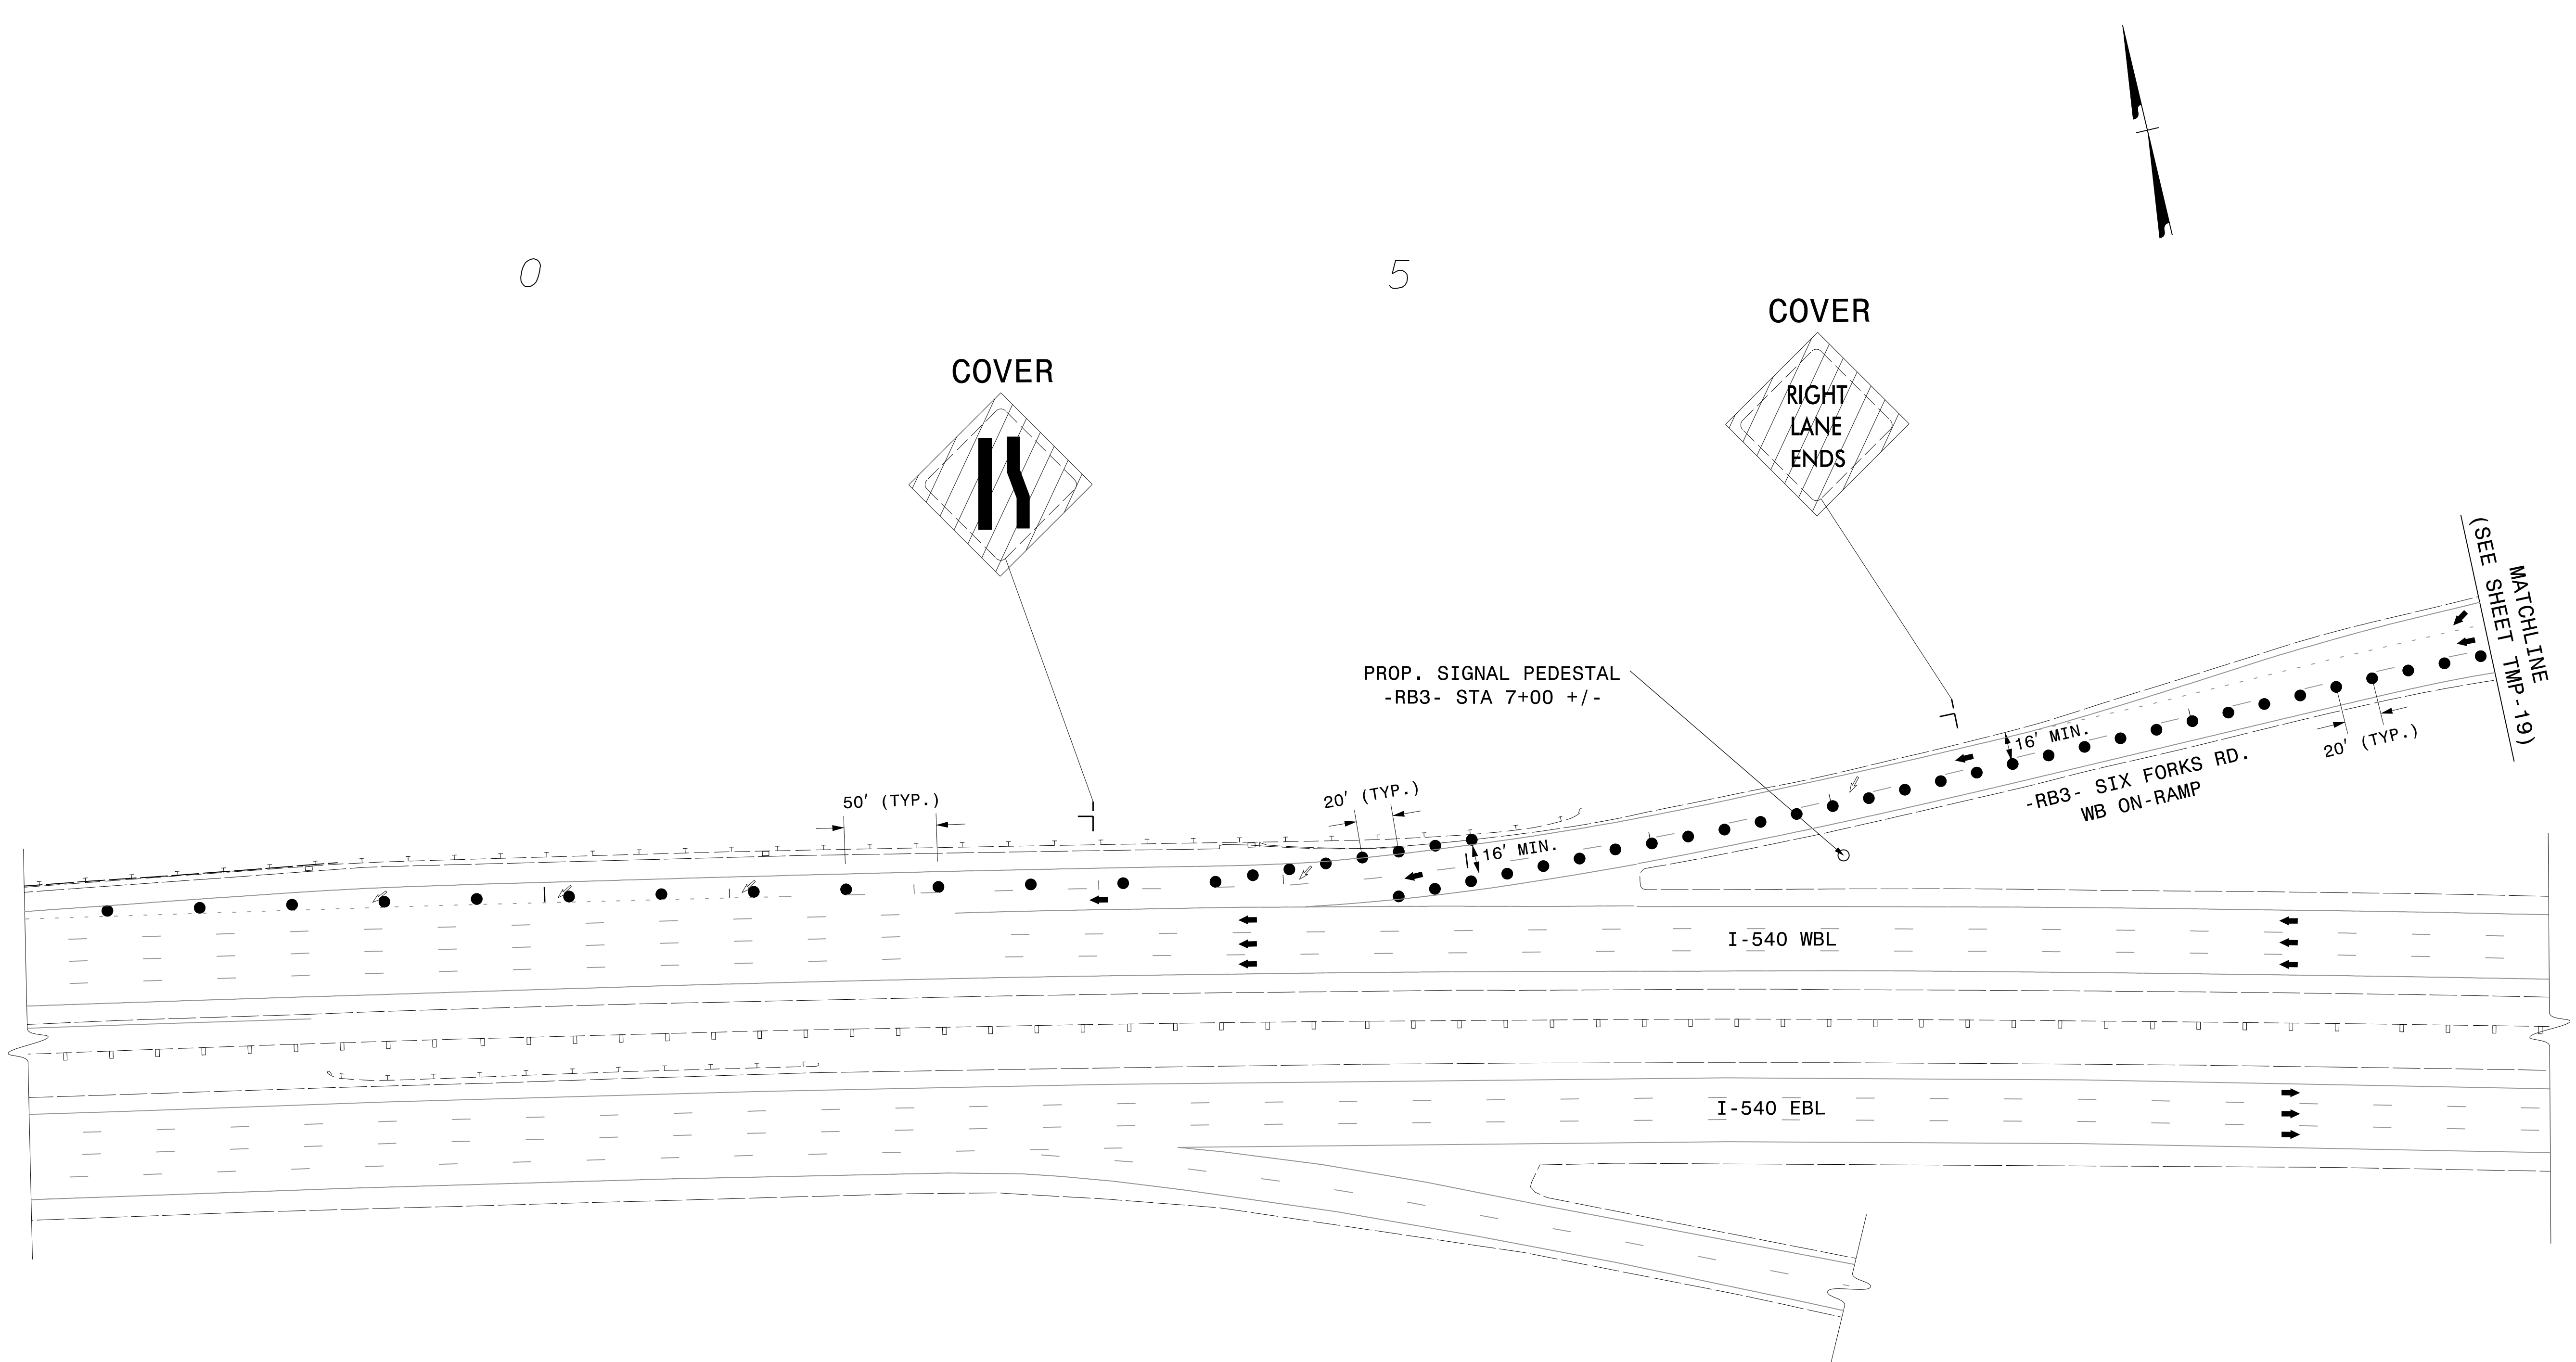 0
5
COVER
COVER
RIGHT
LANE
ENDS
MATCHLINE
(SEE SHEET TMP-19)
PROP. SIGNAL PEDESTAL
-RB3- STA 7+00 +/-
16' MIN.
20' (TYP.)
-RB3- SIX FORKS RD.
WB ON-RAMP
50' (TYP.)
20' (TYP.)
16' MIN.
I-540 WBL
I-540 EBL